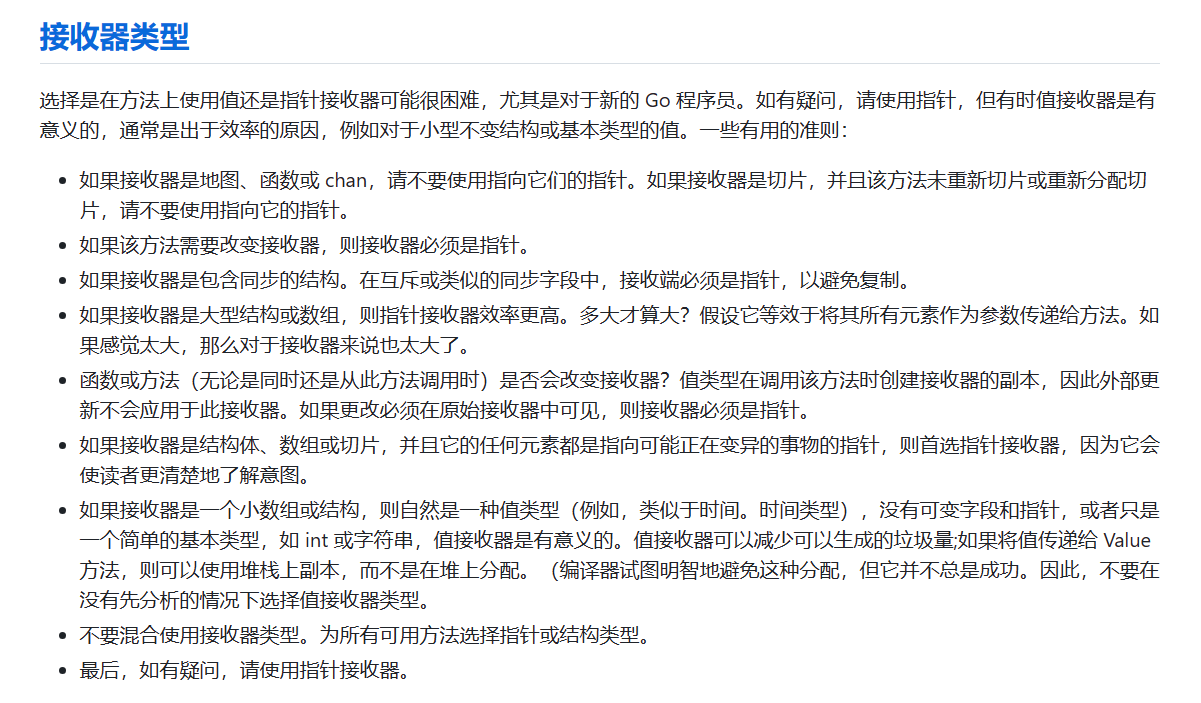 接收器类型
选择是在方法上使用值还是指针接收器可能很困难，尤其是对于新的 Go 程序员。如有疑问，请使用指针，但有时值接收器是有
意义的，通常是出于效率的原因，例如对于小型不变结构或基本类型的值。一些有用的准则：
如果接收器是地图、函数或 chan，请不要使用指向它们的指针。如果接收器是切片，并且该方法未重新切片或重新分配切
片，请不要使用指向它的指针。
如果该方法需要改变接收器，则接收器必须是指针。
如果接收器是包含同步的结构。在互斥或类似的同步字段中，接收端必须是指针，以避免复制。
如果接收器是大型结构或数组，则指针接收器效率更高。多大才算大？假设它等效于将其所有元素作为参数传递给方法。如
果感觉太大，那么对于接收器来说也太大了。
函数或方法（无论是同时还是从此方法调用时）是否会改变接收器？值类型在调用该方法时创建接收器的副本，因此外部更
新不会应用于此接收器。如果更改必须在原始接收器中可见，则接收器必须是指针。
如果接收器是结构体、数组或切片，并且它的任何元素都是指向可能正在变异的事物的指针，则首选指针接收器，因为它会
使读者更清楚地了解意图。
如果接收器是一个小数组或结构，则自然是一种值类型（例如，类似于时间。时间类型），没有可变字段和指针，或者只是
一个简单的基本类型，如 int 或字符串，值接收器是有意义的。值接收器可以减少可以生成的垃圾量;如果将值传递给 Value
方法，则可以使用堆栈上副本，而不是在堆上分配。（编译器试图明智地避免这种分配，但它并不总是成功。因此，不要在
没有先分析的情况下选择值接收器类型。
不要混合使用接收器类型。为所有可用方法选择指针或结构类型。
最后，如有疑问，请使用指针接收器。